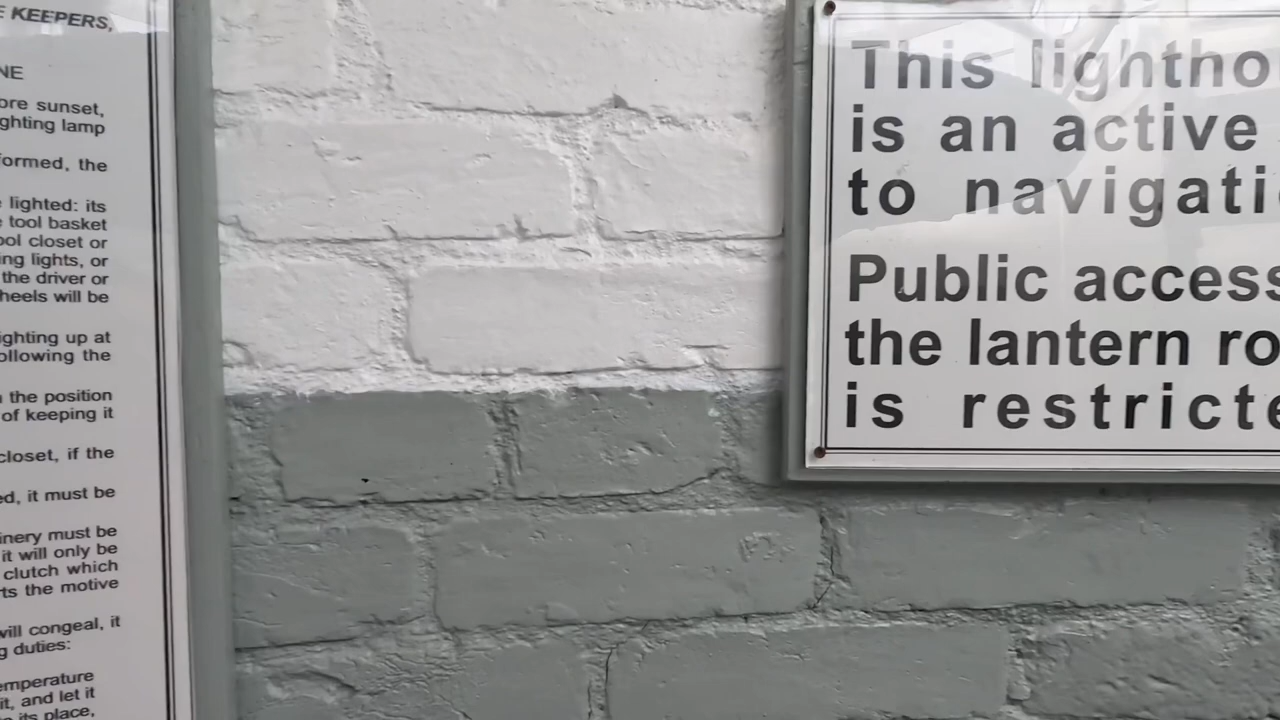 E KEEPERS,
NE
ore sunset,
ghting lamp
formed, the
lighted: its
tool basket
ool closet or
ing lights, or
the driver or
heels will be
ighting up at
ollowing the
the position
of keeping it
closet, if the
ed, it must be
inery must be
it will only be
clutch which
ts the motive
will congeal, it
g duties:
emperature
it, and let it
its place,
This lightho
is an active
to navigati
Public access
the lantern ro
is restricte